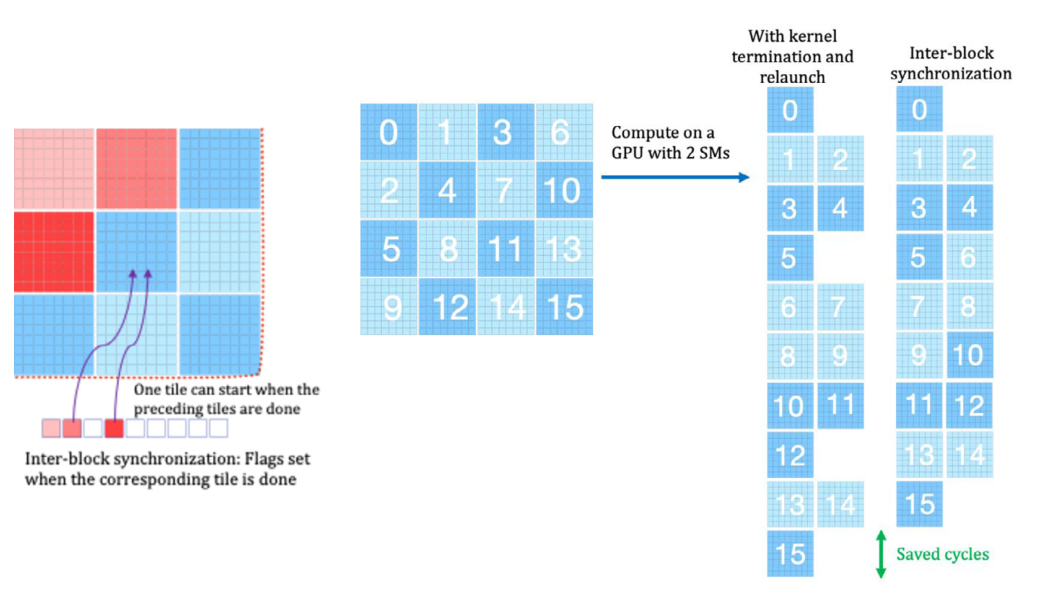 With kernel
termination and
relaunch
Inter-block
synchronization
0 1 3 6
2 4 7 10
5 8 11 13
9 12 14 15
Compute on a
GPU with 2 SMs
0
1 2
3 4
5
6 7
8 9
10 11
12
13 14
15
0
1 2
3 4
5 6
7 8
9 10
11 12
13 14
15
Saved cycles
One tile can start when the
preceding tiles are done
Inter-block synchronization: Flags set
when the corresponding tile is done